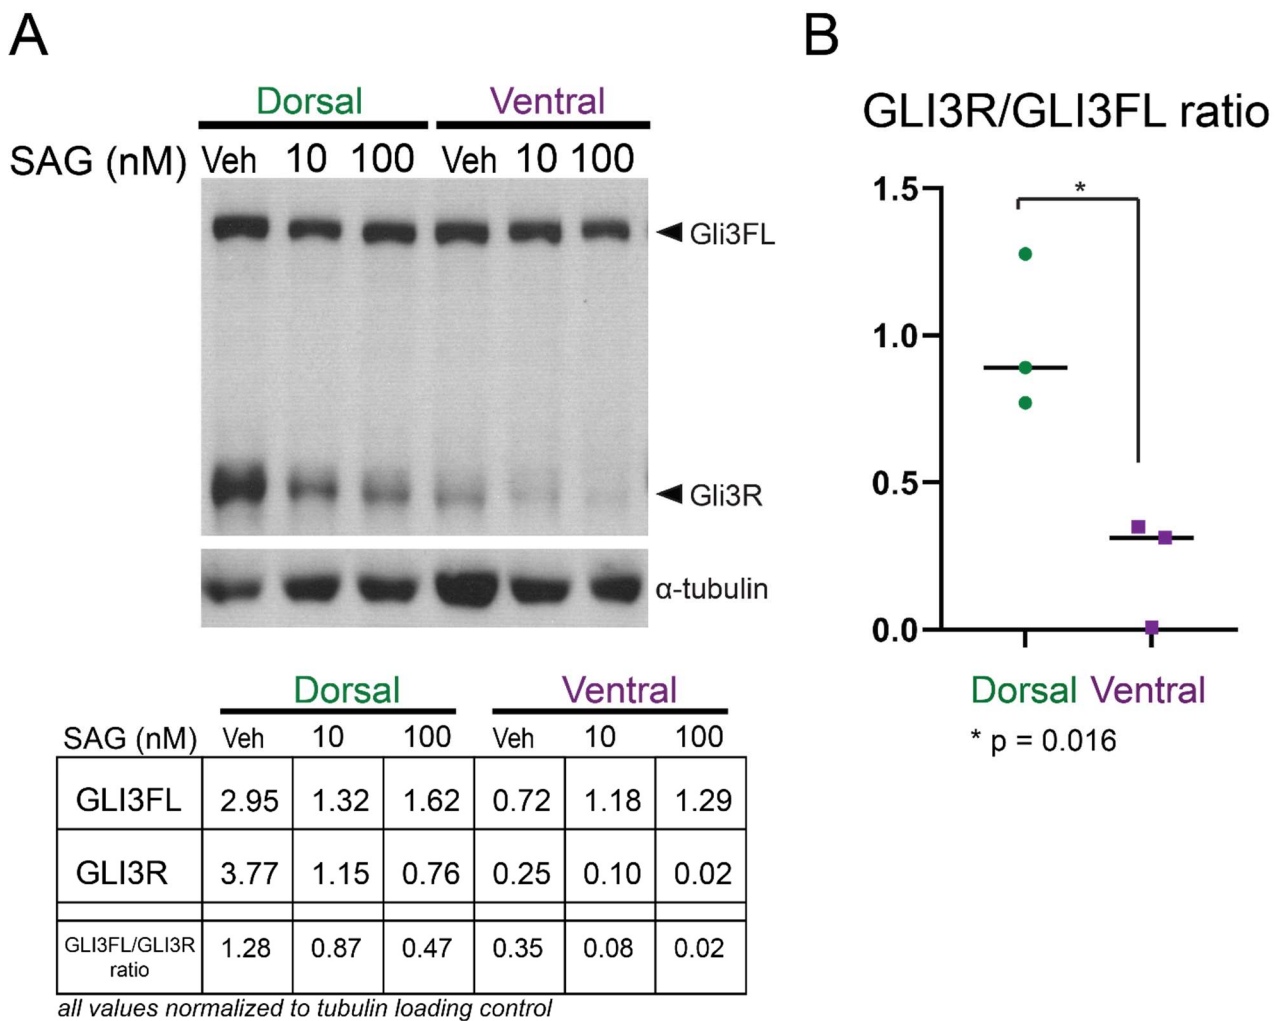 A
Dorsal Ventral
SAG (nM) Veh 10 100 Veh 10 100
Gli3FL
Gli3R
α-tubulin
Dorsal Ventral
SAG (nM) Veh 10 100 Veh 10 100
GLI3FL 2.95 1.32 1.62 0.72 1.18 1.29
GLI3R 3.77 1.15 0.76 0.25 0.10 0.02
GLI3FL/GLI3R
ratio 1.28 0.87 0.47 0.35 0.08 0.02
all values normalized to tubulin loading control
B
GLI3R/GLI3FL ratio
1.5
*
1.0
0.5
0.0
Dorsal Ventral
* p = 0.016